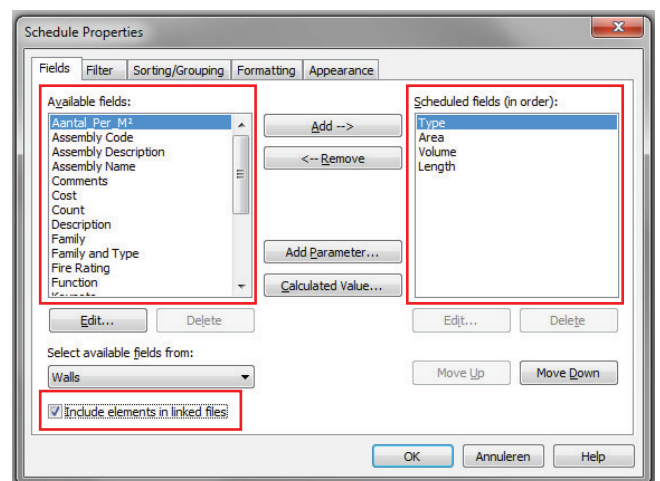 Schedule Properties
Fields Filter Sorting/Grouping Formatting Appearance
Available fields:
Scheduled fields (in order):
Aantal_Per_M²
Assembly Code
Assembly Description
Assembly Name
Comments
Cost
Count
Description
Family
Family and Type
Fire Rating
Function
Add -->
<-- Remove
Add Parameter...
Calculated Value...
Type
Area
Volume
Length
Edit... Delete
Edit... Delete
Select available fields from:
Walls
Move Up Move Down
Include elements in linked files
OK Annuleren Help